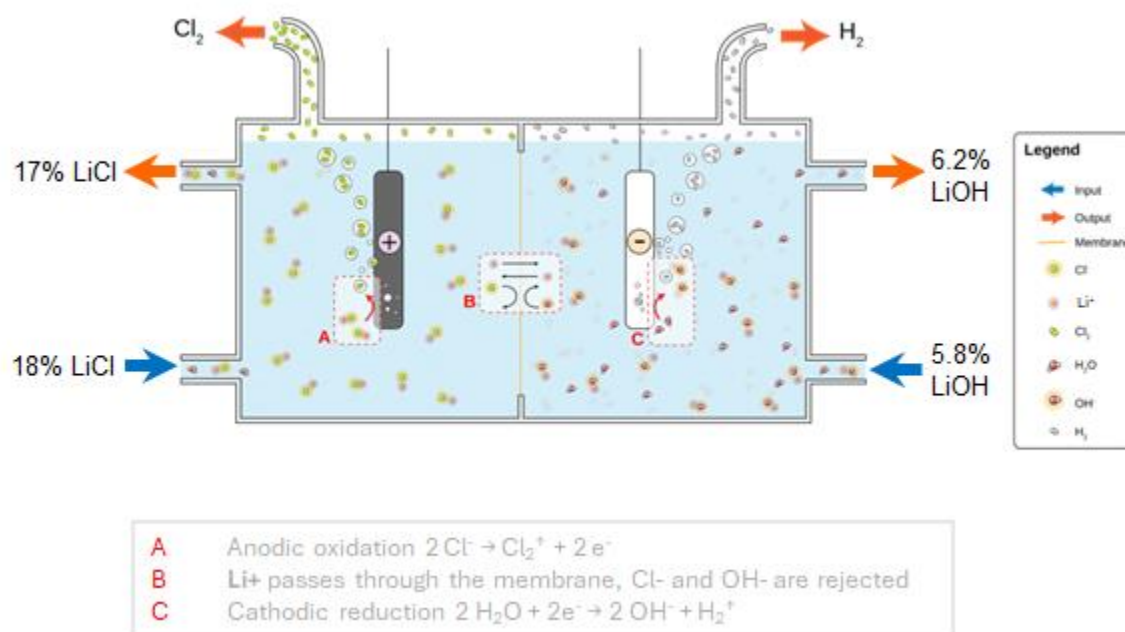 Cl₂
H₂
17% LiCl
6.2%
LiOH
18% LiCl
5.8%
LiOH
+
-
A
B
C
Legend
Input
Output
Membrane
Cl⁻
Li⁺
Cl₂
H₂O
OH⁻
H₂
A Anodic oxidation 2 Cl⁻ → Cl₂↑ + 2 e⁻
B Li+ passes through the membrane, Cl- and OH- are rejected
C Cathodic reduction 2 H₂O + 2e⁻ → 2 OH⁻ + H₂↑